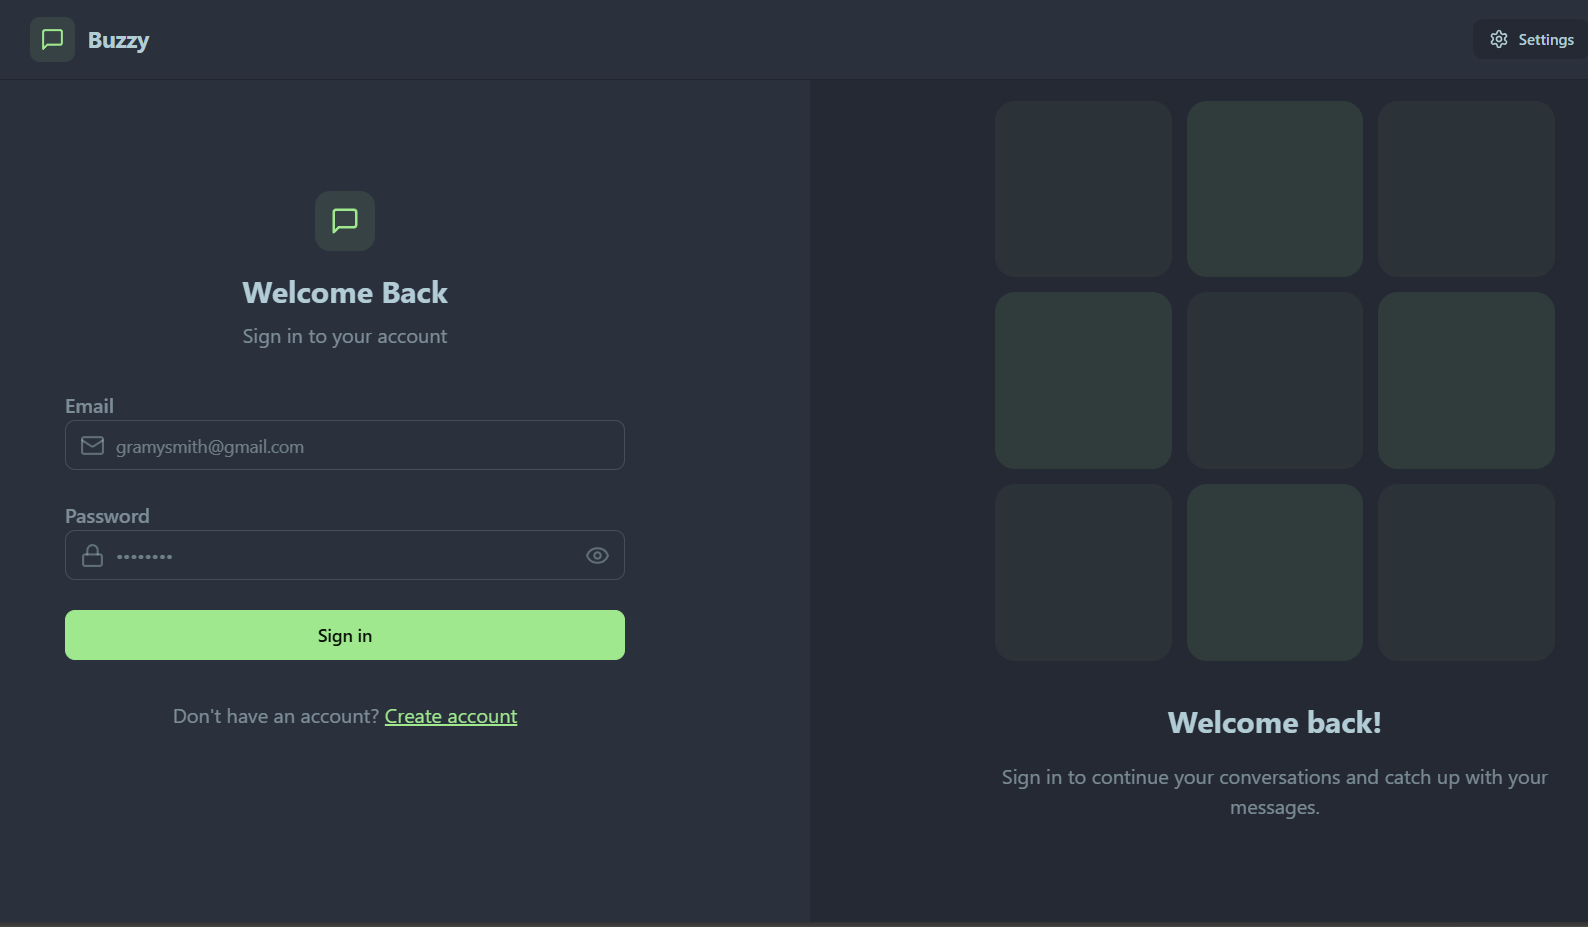 Buzzy
Settings
Welcome Back
Sign in to your account
Email
gramysmith@gmail.com
Password
••••••••
Sign in
Don't have an account? Create account
Welcome back!
Sign in to continue your conversations and catch up with your
messages.